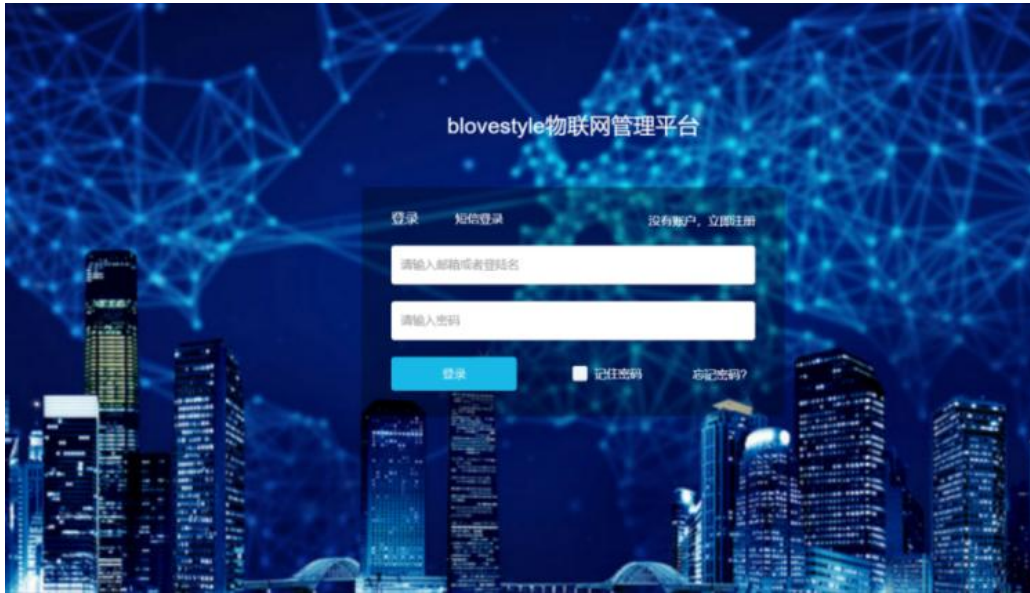 blovestyle物联网管理平台
登录 短信登录 没有账户，立即注册
请输入邮箱或者登陆名
请输入密码
登录 记住密码 忘记密码?